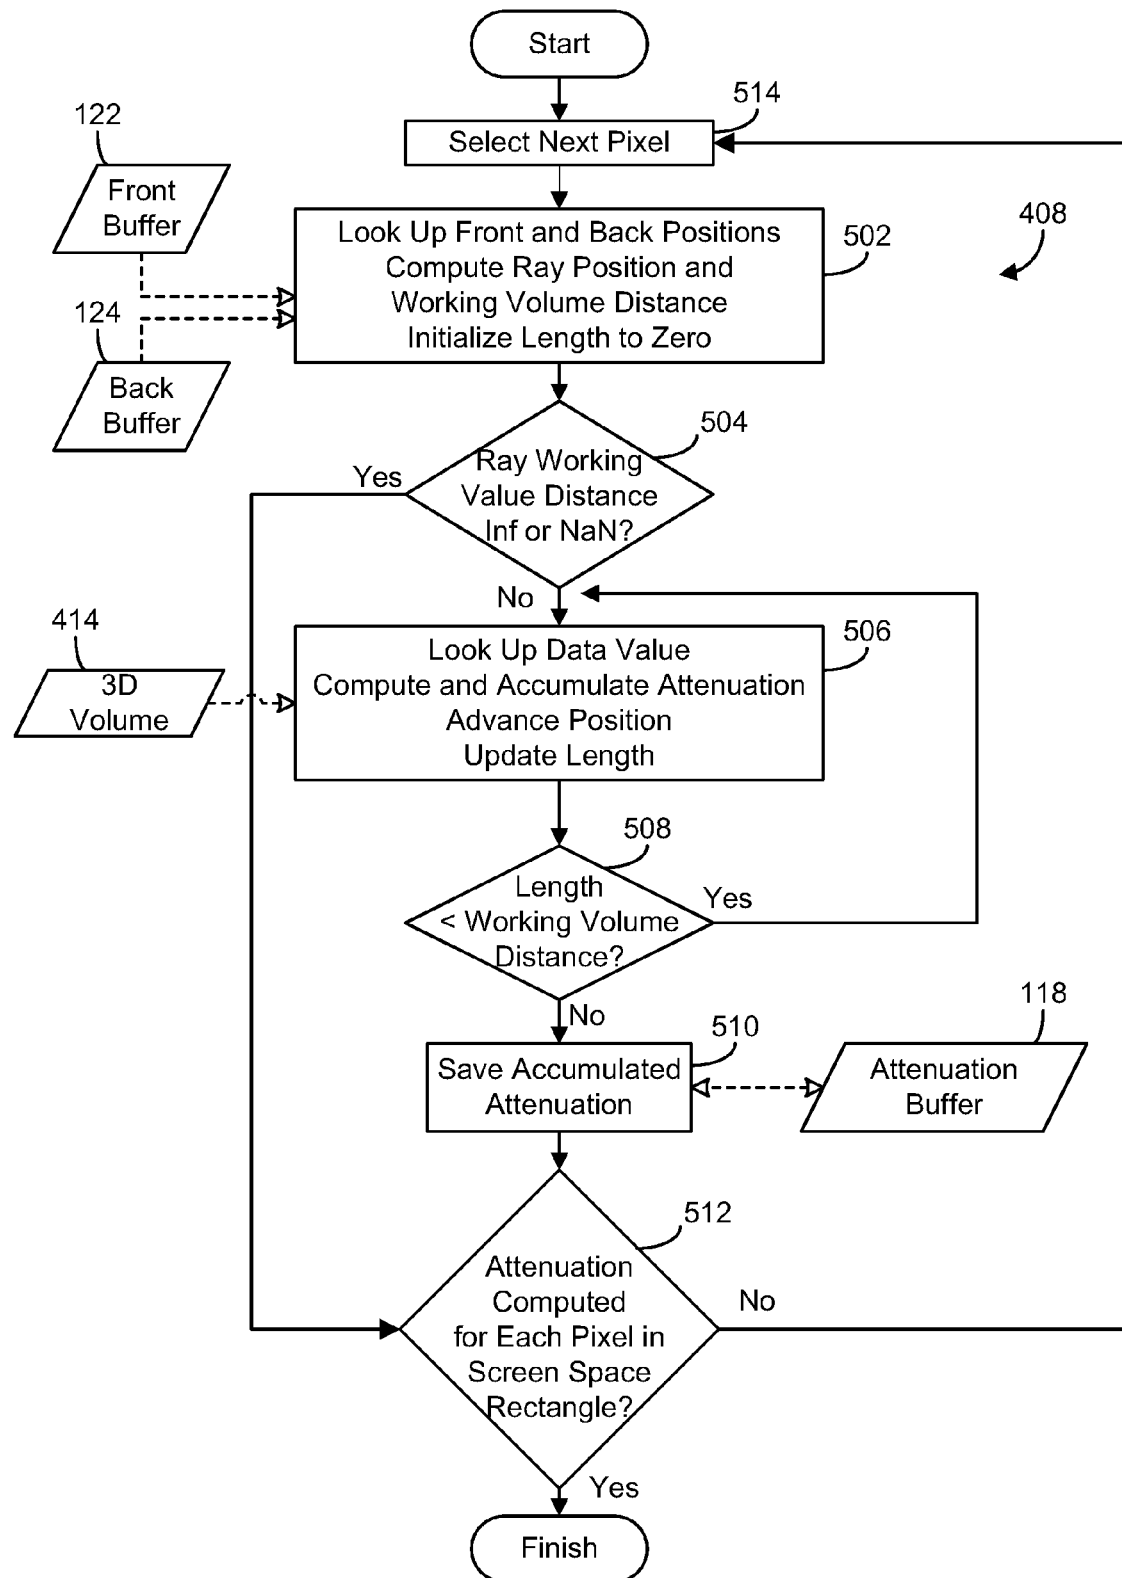 Start
514
Select Next Pixel
122
Front
Buffer
408
Look Up Front and Back Positions
Compute Ray Position and
Working Volume Distance
Initialize Length to Zero
502
124
Back
Buffer
504
Ray Working
Value Distance
Inf or NaN?
Yes
No
414
3D
Volume
506
Look Up Data Value
Compute and Accumulate Attenuation
Advance Position
Update Length
508
Length
< Working Volume
Distance?
Yes
No
510
Save Accumulated
Attenuation
118
Attenuation
Buffer
512
Attenuation
Computed
for Each Pixel in
Screen Space
Rectangle?
No
Yes
Finish